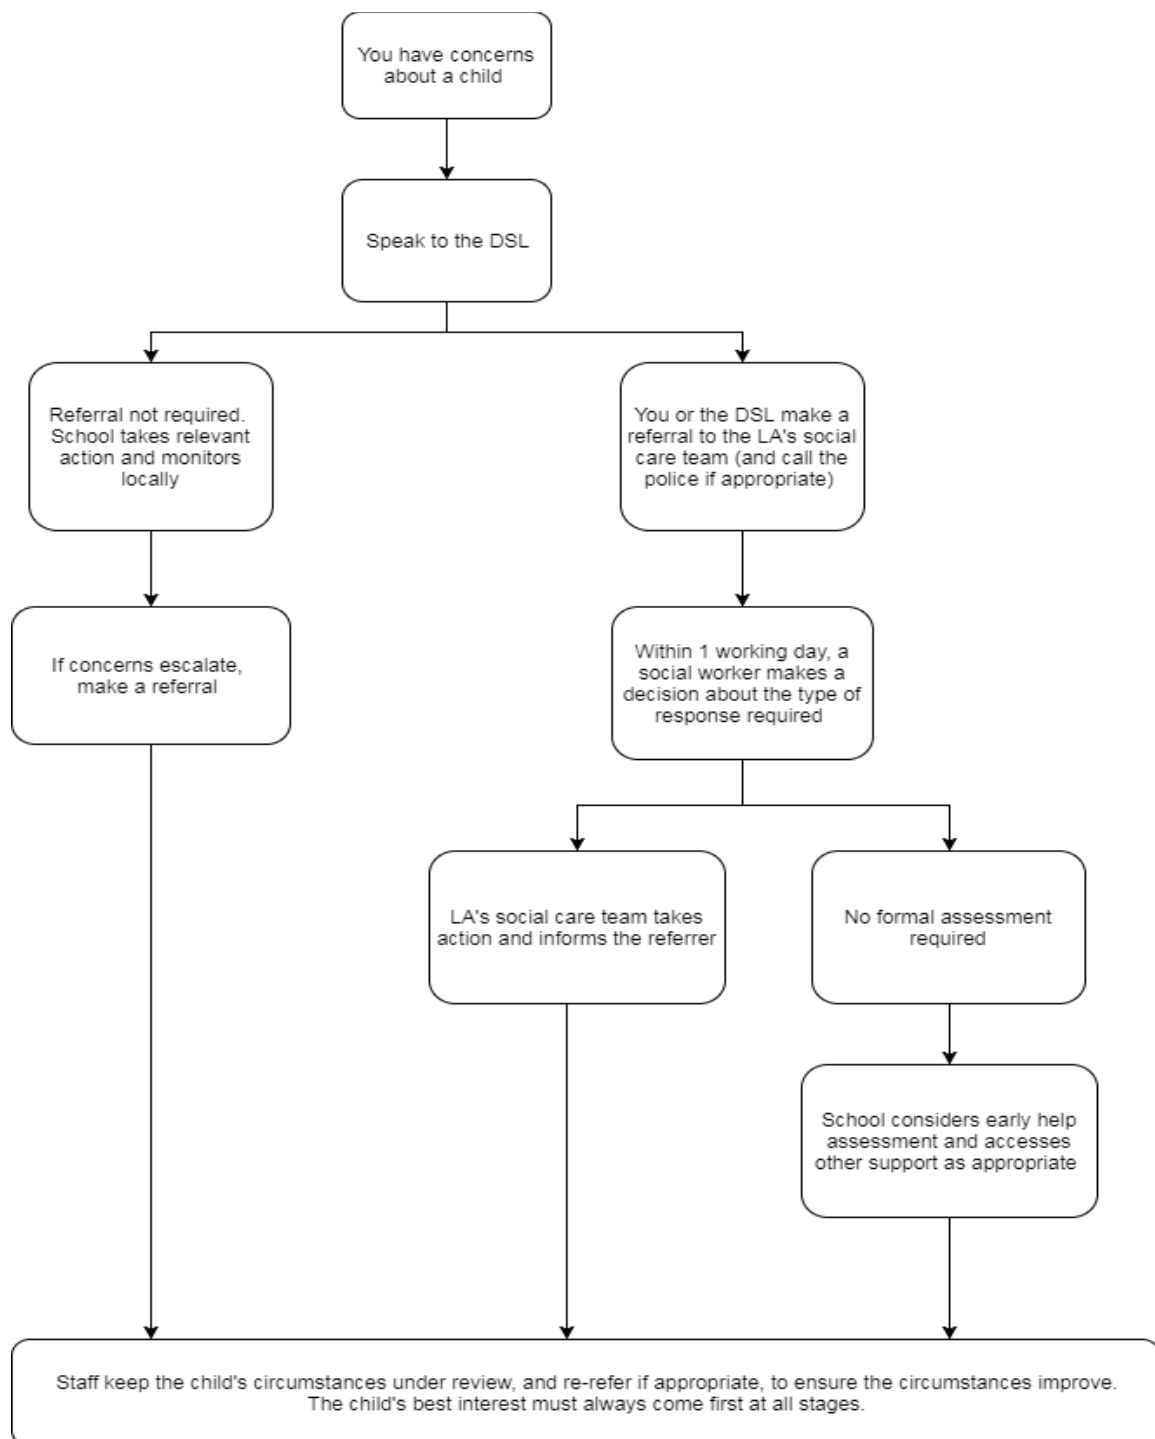 You have concerns
about a child
Speak to the DSL
Referral not required.
School takes relevant
action and monitors
locally
You or the DSL make a
referral to the LA's social
care team (and call the
police if appropriate)
If concerns escalate,
make a referral
Within 1 working day, a
social worker makes a
decision about the type of
response required
LA's social care team takes
action and informs the referrer
No formal assessment
required
School considers early help
assessment and accesses
other support as appropriate
Staff keep the child's circumstances under review, and re-refer if appropriate, to ensure the circumstances improve.
The child's best interest must always come first at all stages.